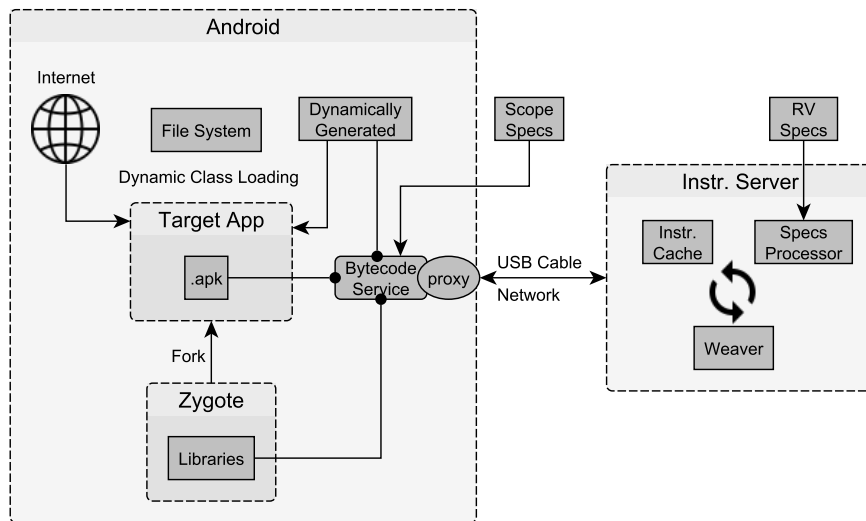 Android
Internet
File System
Dynamically
Generated
Scope
Specs
RV
Specs
Dynamic Class Loading
Instr. Server
Target App
Instr.
Cache
Specs
Processor
.apk
Bytecode
Service
proxy
USB Cable
Network
Weaver
Fork
Zygote
Libraries